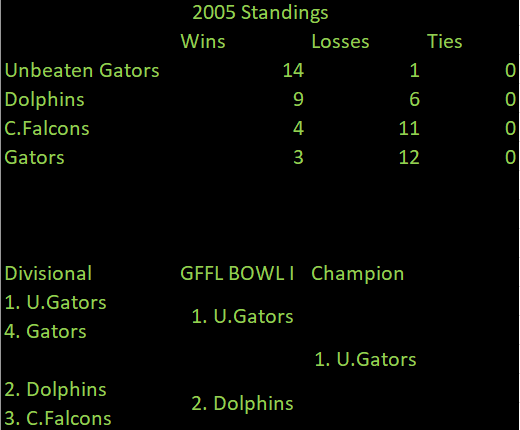 2005 Standings
Wins Losses Ties
Unbeaten Gators 14 1 0
Dolphins 9 6 0
C.Falcons 4 11 0
Gators 3 12 0
Divisional GFFL BOWL I Champion
1. U.Gators
1. U.Gators
4. Gators
1. U.Gators
2. Dolphins
2. Dolphins
3. C.Falcons